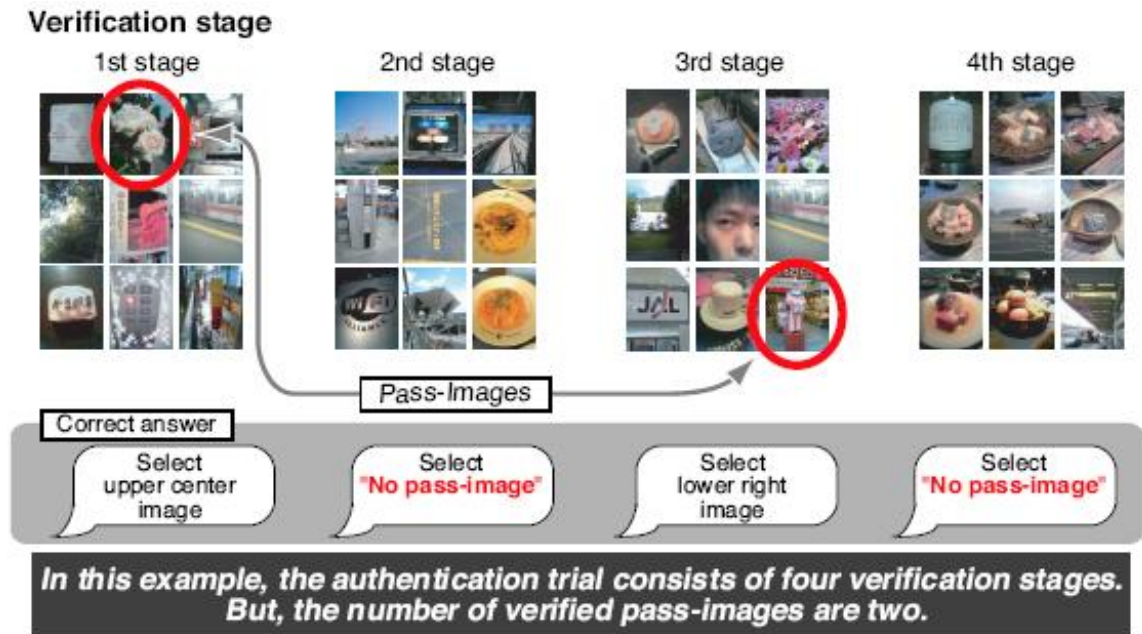 Verification stage
1st stage
2nd stage
3rd stage
4th stage
JAL
Pass-Images
Correct answer
Select
upper center
image
Select
"No pass-image"
Select
lower right
image
Select
"No pass-image"
In this example, the authentication trial consists of four verification stages.
But, the number of verified pass-images are two.